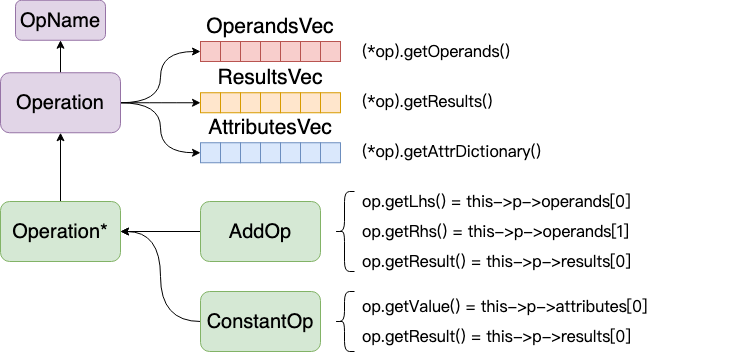 OpName
OperandsVec
(*op).getOperands()
Operation
ResultsVec
(*op).getResults()
AttributesVec
(*op).getAttrDictionary()
Operation*
AddOp
op.getLhs() = this->p->operands[0]
op.getRhs() = this->p->operands[1]
op.getResult() = this->p->results[0]
ConstantOp
op.getValue() = this->p->attributes[0]
op.getResult() = this->p->results[0]